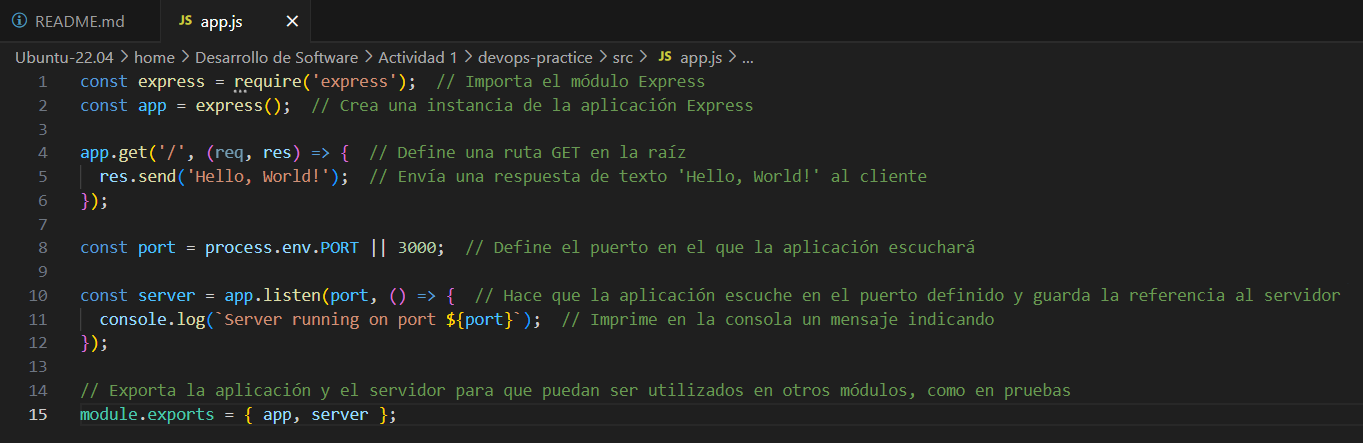 README.md
JS app.js ×
Ubuntu-22.04 > home > Desarrollo de Software > Actividad 1 > devops-practice > src > JS app.js > ...
1 const express = require('express');  // Importa el módulo Express
2 const app = express();  // Crea una instancia de la aplicación Express
3
4 app.get('/', (req, res) => {  // Define una ruta GET en la raíz
5   res.send('Hello, World!');  // Envía una respuesta de texto 'Hello, World!' al cliente
6 });
7
8 const port = process.env.PORT || 3000;  // Define el puerto en el que la aplicación escuchará
9
10 const server = app.listen(port, () => {  // Hace que la aplicación escuche en el puerto definido y guarda la referencia al servidor
11   console.log(`Server running on port ${port}`);  // Imprime en la consola un mensaje indicando
12 });
13
14 // Exporta la aplicación y el servidor para que puedan ser utilizados en otros módulos, como en pruebas
15 module.exports = { app, server };